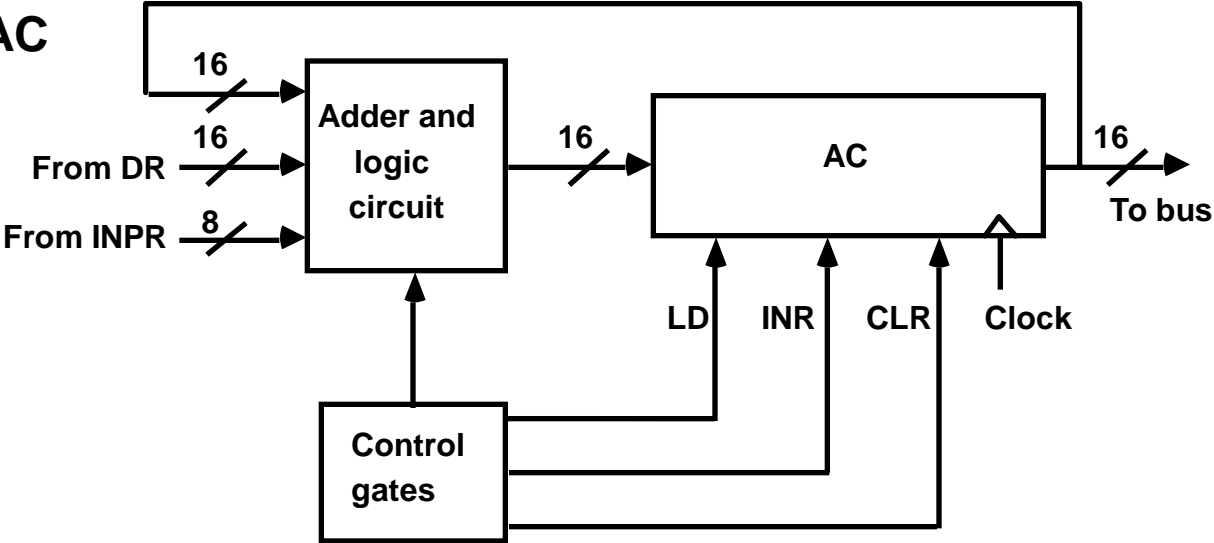 AC
16
Adder and
logic
circuit
16
From DR
16
AC
16
To bus
8
From INPR
LD
INR
CLR
Clock
Control
gates